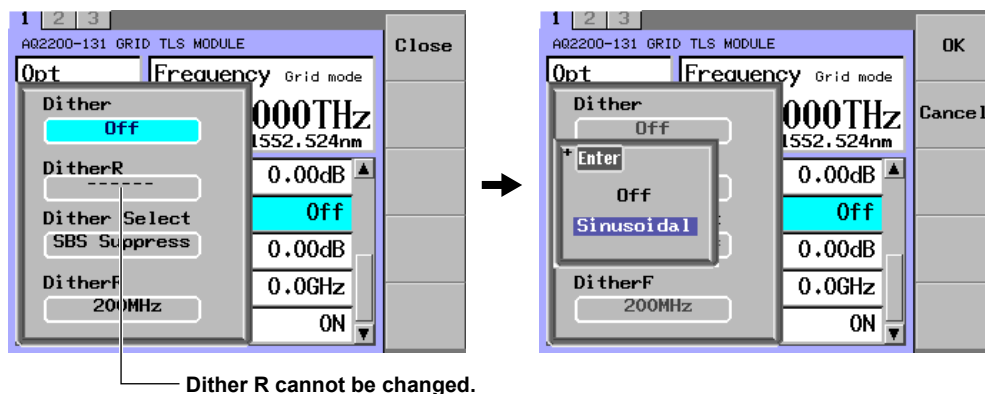 1 2 3
AQ2200-131 GRID TLS MODULE
Close
Opt
Frequency Grid mode
Dither
Off
000THz
1552.524nm
DitherR
------
0.00dB
Dither Select
Off
SBS Suppress
0.00dB
DitherF
0.0GHz
200MHz
ON
Dither R cannot be changed.
1 2 3
AQ2200-131 GRID TLS MODULE
OK
Opt
Frequency Grid mode
Dither
Off
000THz
Cancel
1552.524nm
Enter
0.00dB
Off
Off
Sinusoidal
0.00dB
DitherF
0.0GHz
200MHz
ON